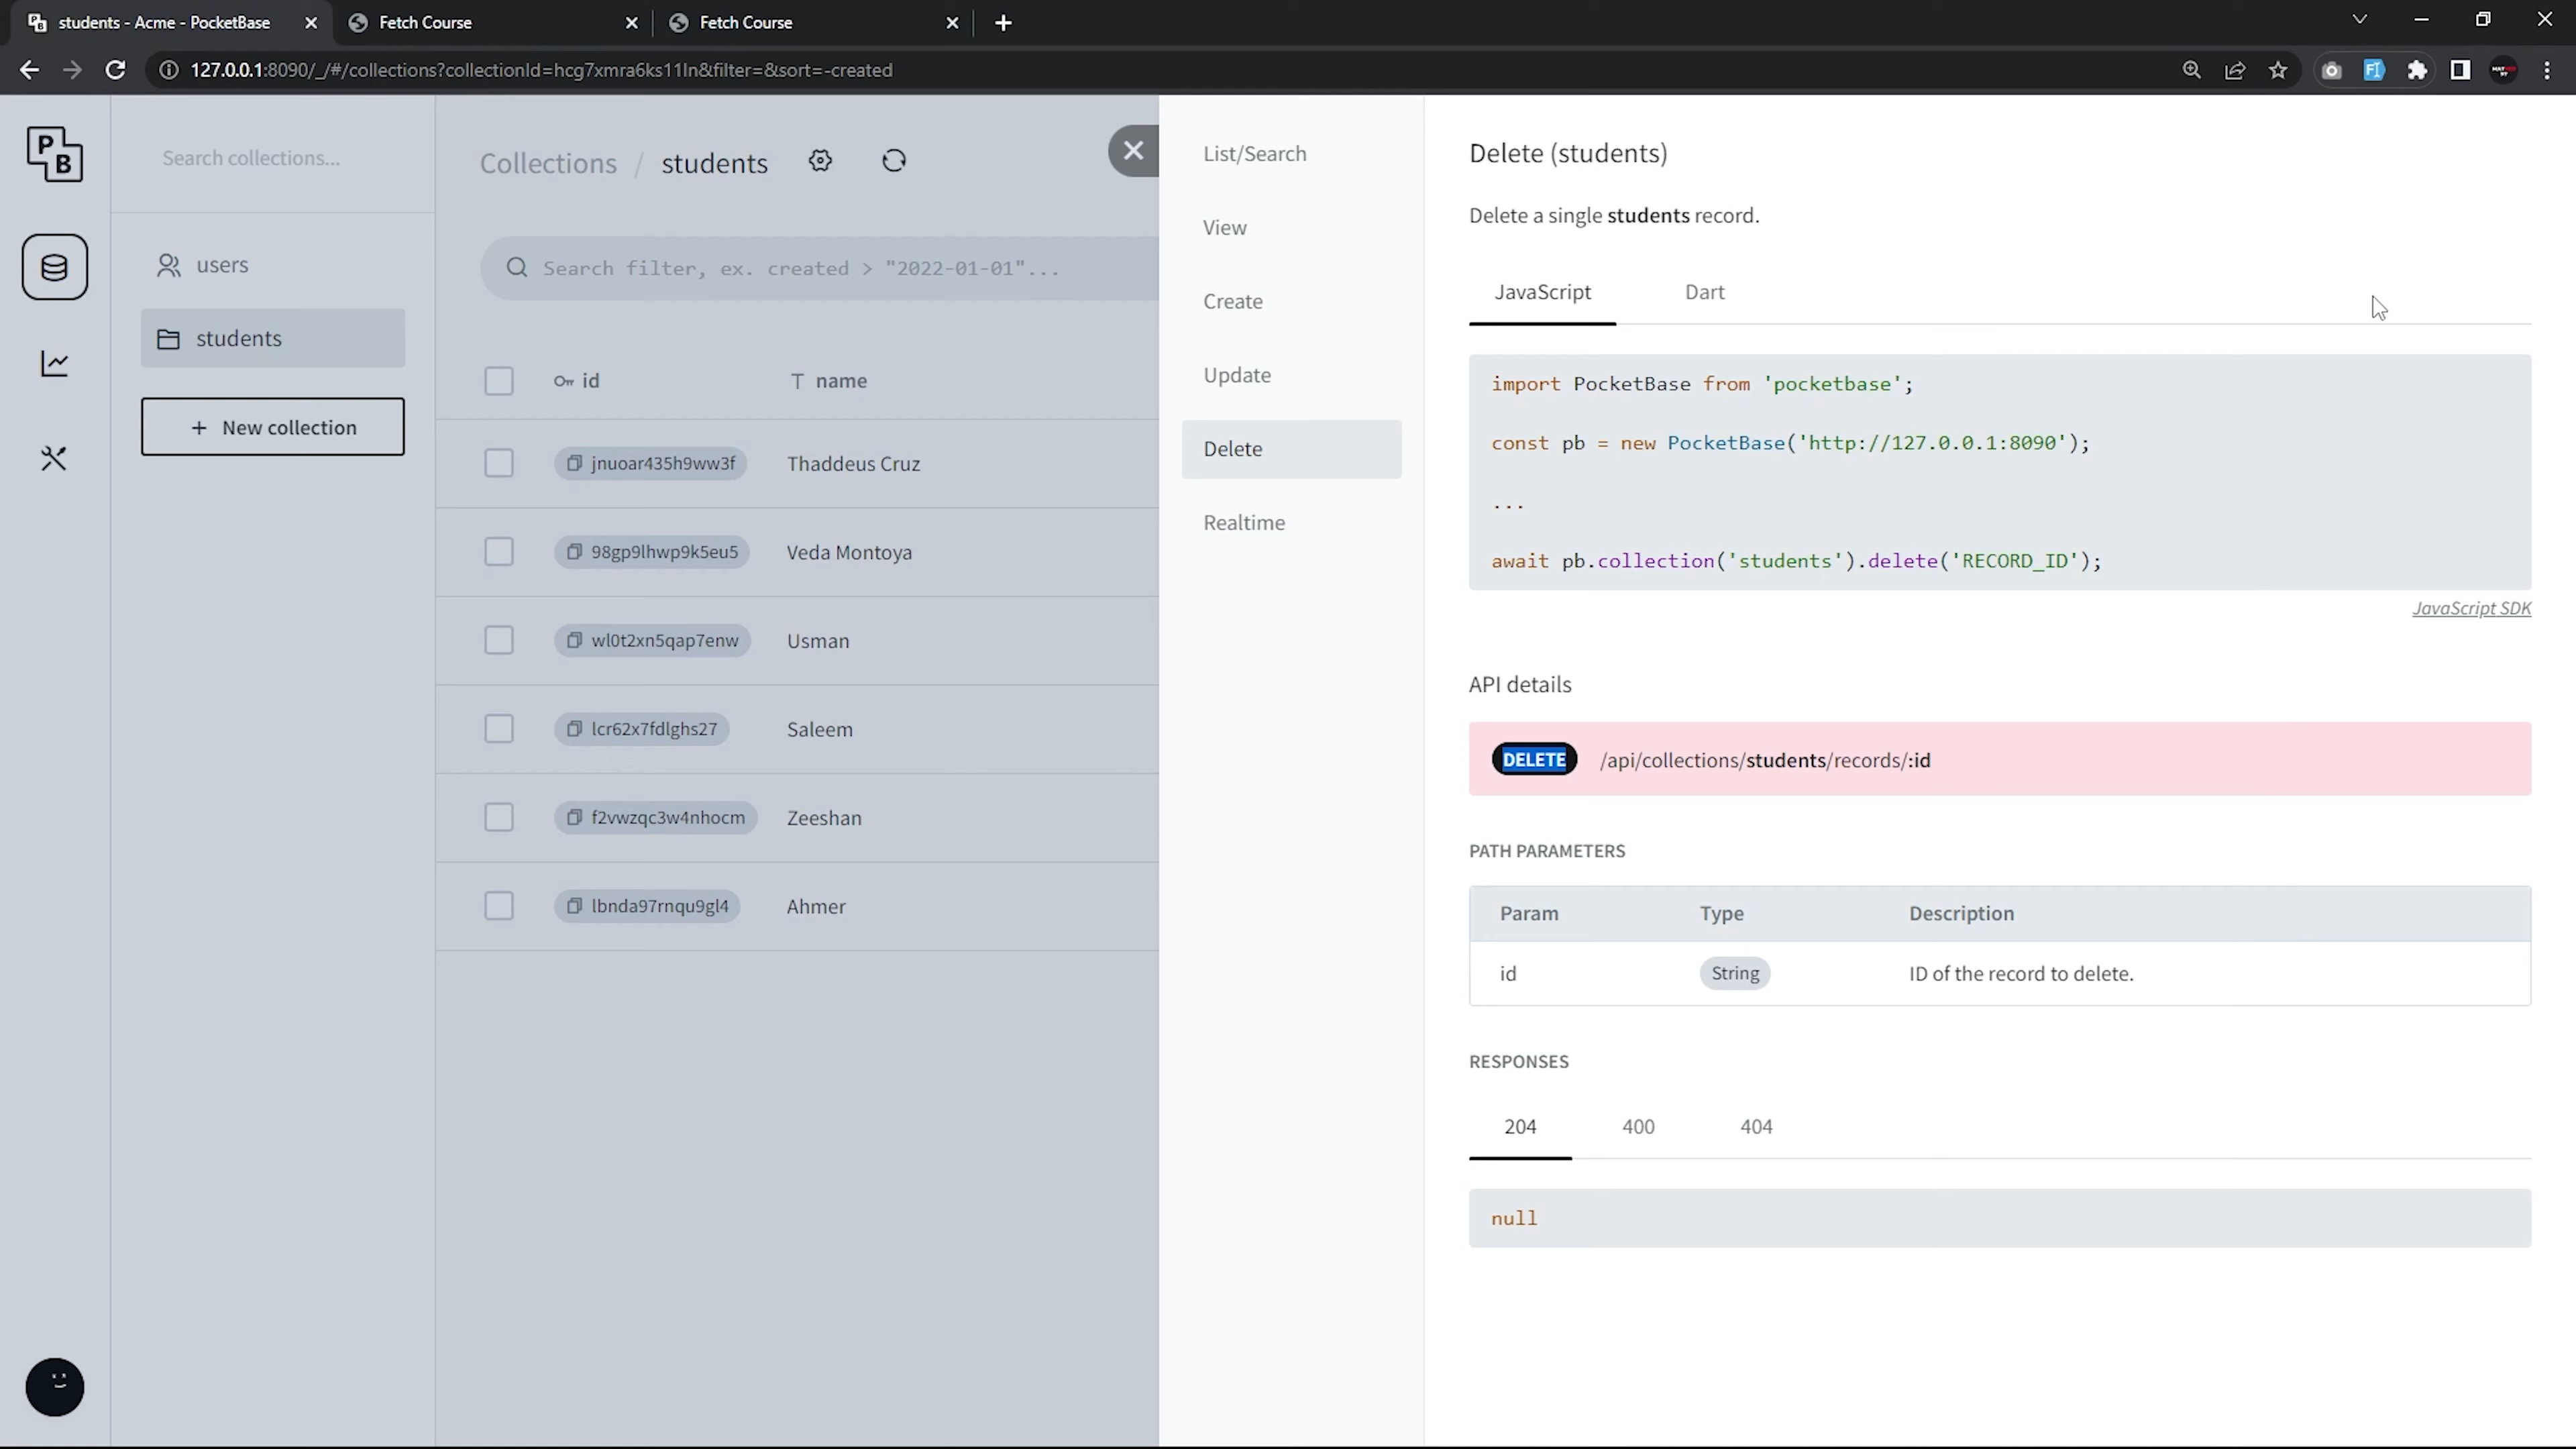 students - Acme - PocketBase
Fetch Course
Fetch Course
127.0.0.1:8090/_/#/collections?collectionId=hcg7xmra6ks11ln&filter=&sort=-created
P
B
Search collections...
users
students
+ New collection
Collections / students
Search filter, ex. created > "2022-01-01"...
id
T name
jnuoar435h9ww3f Thaddeus Cruz
98gp9lhwp9k5eu5 Veda Montoya
wl0t2xn5qap7enw Usman
lcr62x7fdlghs27 Saleem
f2vwzqc3w4nhocm Zeeshan
lbnda97rnqu9gl4 Ahmer
List/Search
View
Create
Update
Delete
Realtime
Delete (students)
Delete a single students record.
JavaScript Dart
import PocketBase from 'pocketbase';
const pb = new PocketBase('http://127.0.0.1:8090');
...
await pb.collection('students').delete('RECORD_ID');
JavaScript SDK
API details
DELETE /api/collections/students/records/:id
PATH PARAMETERS
Param Type Description
id String ID of the record to delete.
RESPONSES
204 400 404
null